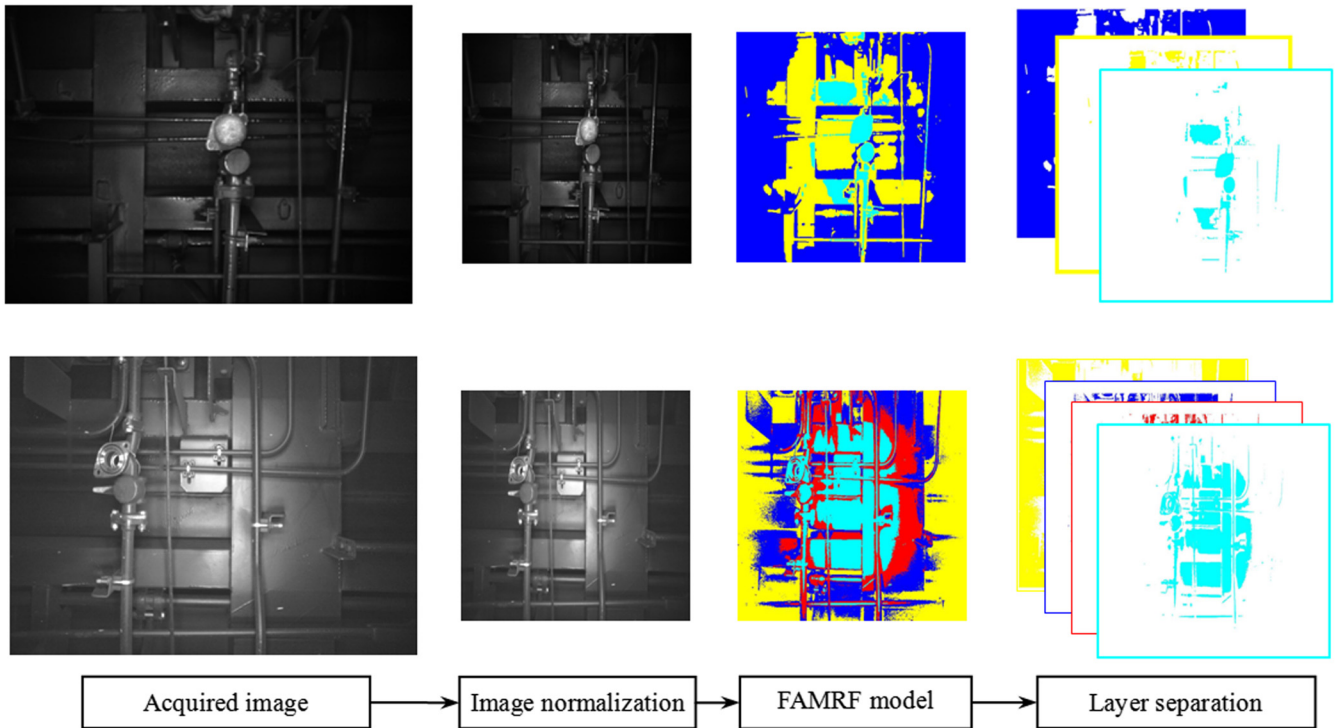 Acquired image
Image normalization
FAMRF model
Layer separation